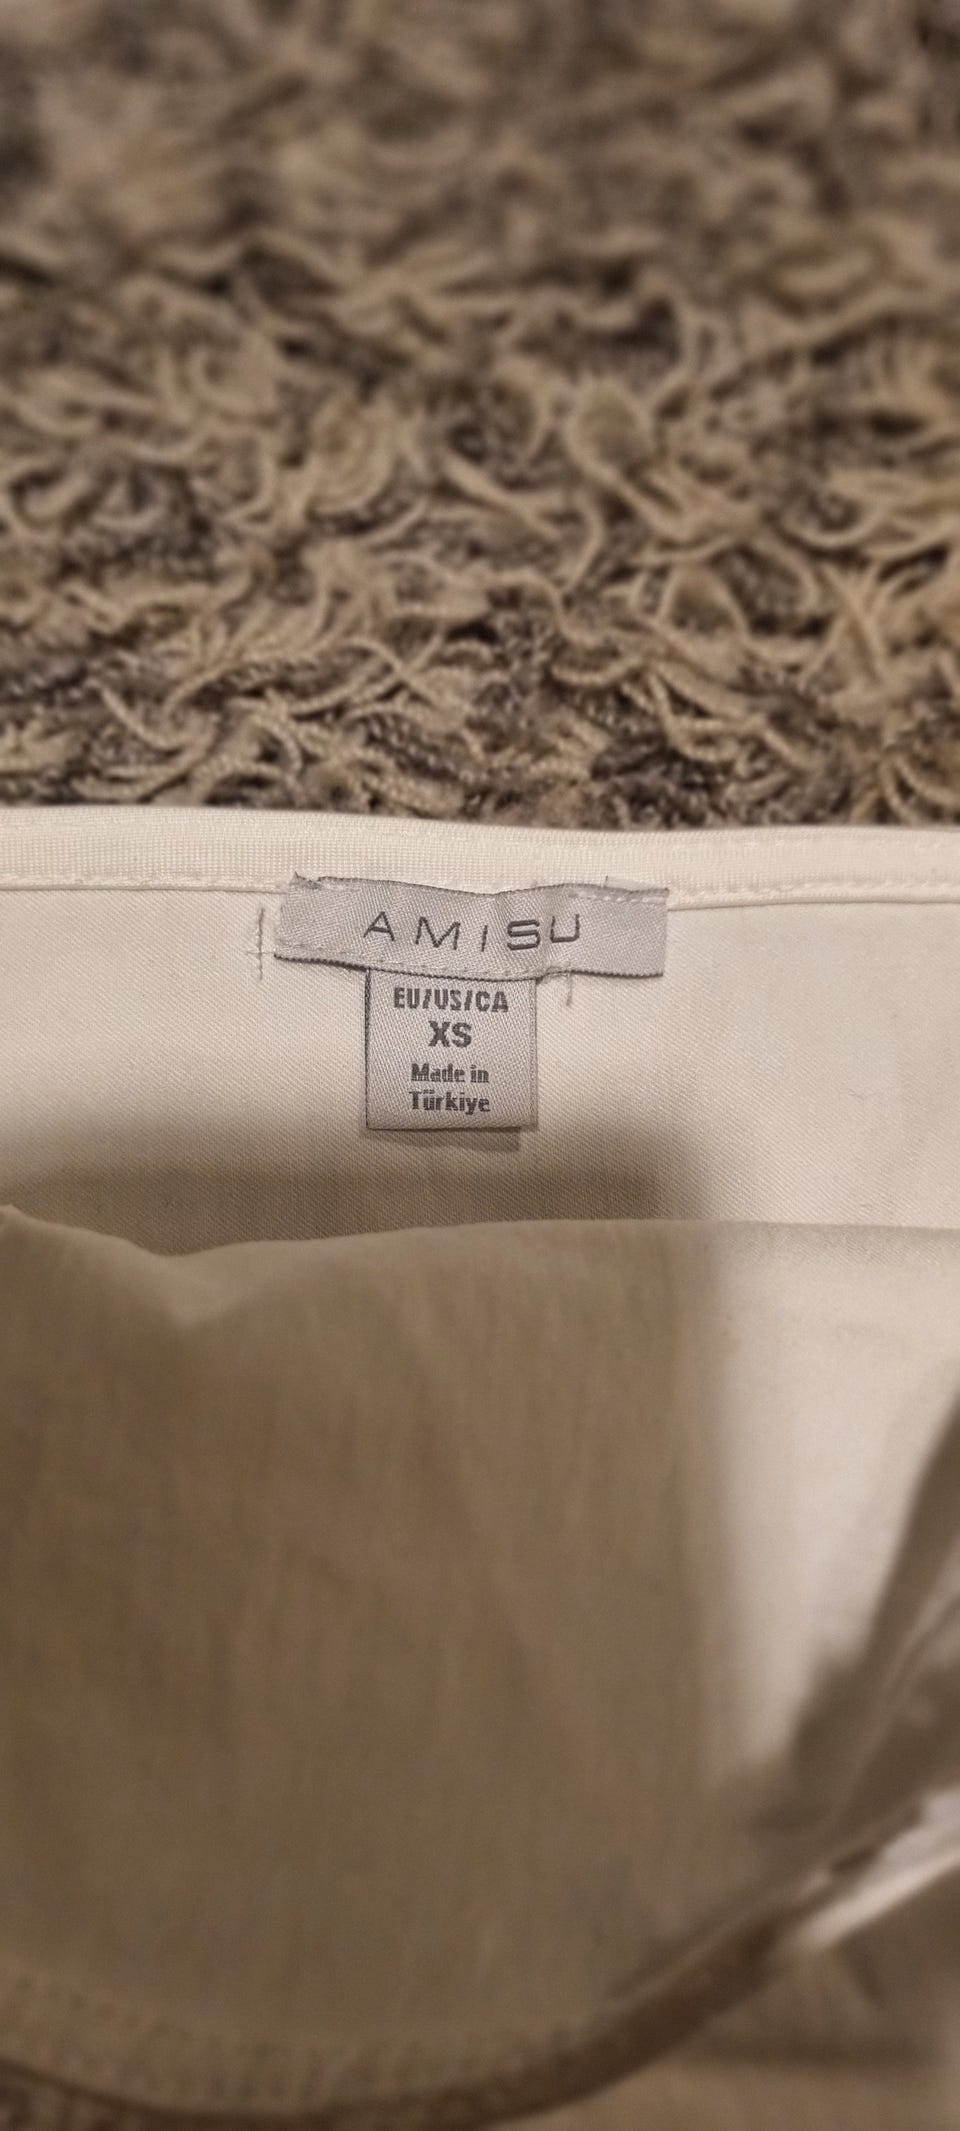 AMISU
EU/US/CA
XS
Made in
Türkiye